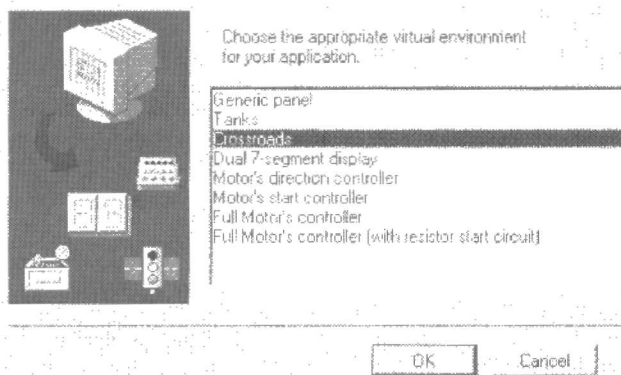 Choose the appropriate virtual environment
for your application.
Generic panel
Tanks
Crossroads
Dual 7-segment display
Motor's direction controller
Motor's start controller
Full Motor's controller
Full Motor's controller (with resistor start circuit)
OK
Cancel